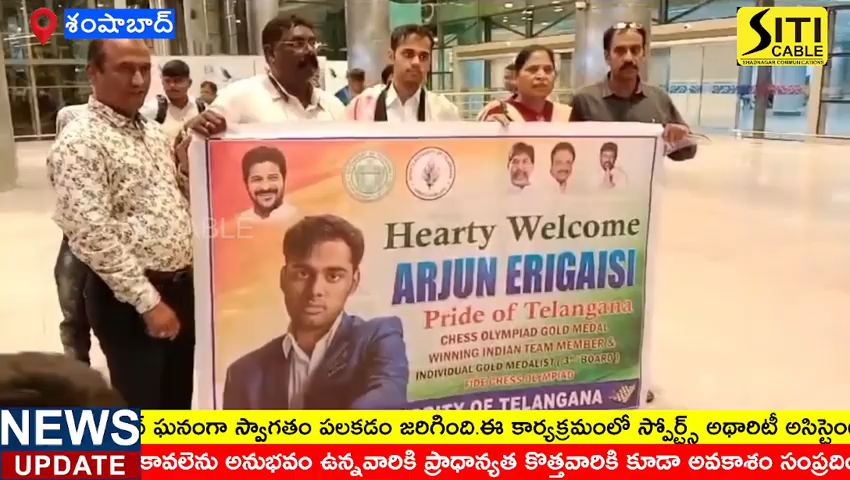 శంషాబాద్
SITI
CABLE
SHADNAGAR COMMUNICATIONS
Hearty Welcome
ARJUN ERIGAISI
Pride of Telangana
CHESS OLYMPIAD GOLD MEDAL
WINNING INDIAN TEAM MEMBER &
INDIVIDUAL GOLD MEDALIST (3rd BOARD)
FIDE CHESS OLYMPIAD
OF TELANGANA
NEWS
UPDATE
ఘనంగా స్వాగతం పలకడం జరిగింది.ఈ కార్యక్రమంలో స్పోర్ట్స్ అథారిటీ
కావలెను అనుభవం ఉన్నవారికి ప్రాధాన్యత కొత్తవారికి కూడా అవకాశం